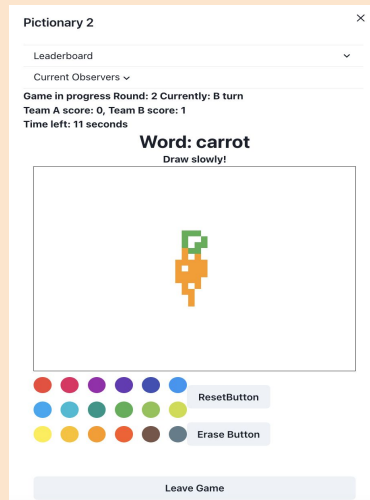 Pictionary 2
Leaderboard
Current Observers
Game in progress Round: 2 Currently: B turn
Team A score: 0, Team B score: 1
Time left: 11 seconds
Word: carrot
Draw slowly!
ResetButton
Erase Button
Leave Game